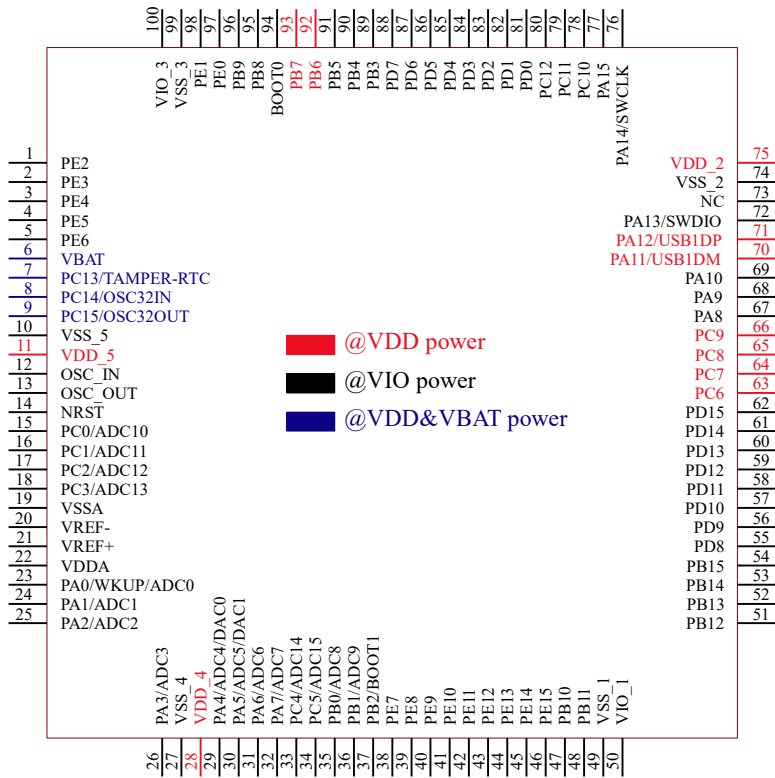 100 99 98 97 96 95 94 93 92 91 90 89 88 87 86 85 84 83 82 81 80 79 78 77 76
VIO_3 VSS_3 PE1 PE0 PB9 PB8 BOOT0 PB7 PB6 PB5 PB4 PB3 PD7 PD6 PD5 PD4 PD3 PD2 PD1 PD0 PC12 PC11 PC10 PA15 PA14/SWCLK
1 PE2
2 PE3
3 PE4
4 PE5
5 PE6
6 VBAT
7 PC13/TAMPER-RTC
8 PC14/OSC32IN
9 PC15/OSC32OUT
10 VSS_5
11 VDD_5
12 OSC_IN
13 OSC_OUT
14 NRST
15 PC0/ADC10
16 PC1/ADC11
17 PC2/ADC12
18 PC3/ADC13
19 VSSA
20 VREF-
21 VREF+
22 VDDA
23 PA0/WKUP/ADC0
24 PA1/ADC1
25 PA2/ADC2
@VDD power
@VIO power
@VDD&VBAT power
VDD_2 75
VSS_2 74
NC 73
PA13/SWDIO 72
PA12/USB1DP 71
PA11/USB1DM 70
PA10 69
PA9 68
PA8 67
PC9 66
PC8 65
PC7 64
PC6 63
PD15 62
PD14 61
PD13 60
PD12 59
PD11 58
PD10 57
PD9 56
PD8 55
PB15 54
PB14 53
PB13 52
PB12 51
PA3/ADC3 VSS_4 VDD_4 PA4/ADC4/DAC0 PA5/ADC5/DAC1 PA6/ADC6 PA7/ADC7 PC4/ADC14 PC5/ADC15 PB0/ADC8 PB1/ADC9 PB2/BOOT1 PE7 PE8 PE9 PE10 PE11 PE12 PE13 PE14 PE15 PB10 PB11 VSS_1 VIO_1
26 27 28 29 30 31 32 33 34 35 36 37 38 39 40 41 42 43 44 45 46 47 48 49 50